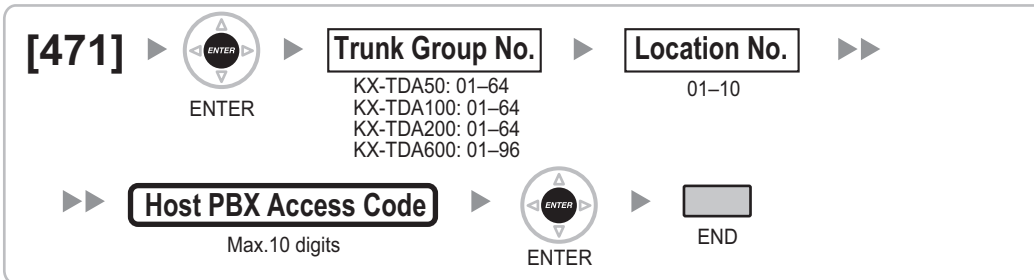 [471]
ENTER
ENTER
Trunk Group No.
KX-TDA50: 01–64
KX-TDA100: 01–64
KX-TDA200: 01–64
KX-TDA600: 01–96
Location No.
01–10
Host PBX Access Code
Max.10 digits
ENTER
ENTER
END